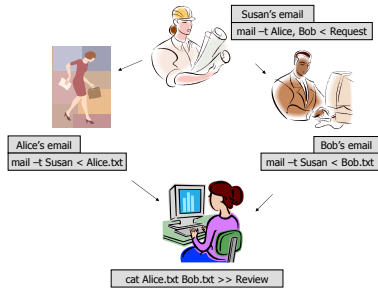 Susan's email
mail –t Alice, Bob < Request
Alice's email
mail –t Susan < Alice.txt
Bob's email
mail –t Susan < Bob.txt
cat Alice.txt Bob.txt >> Review